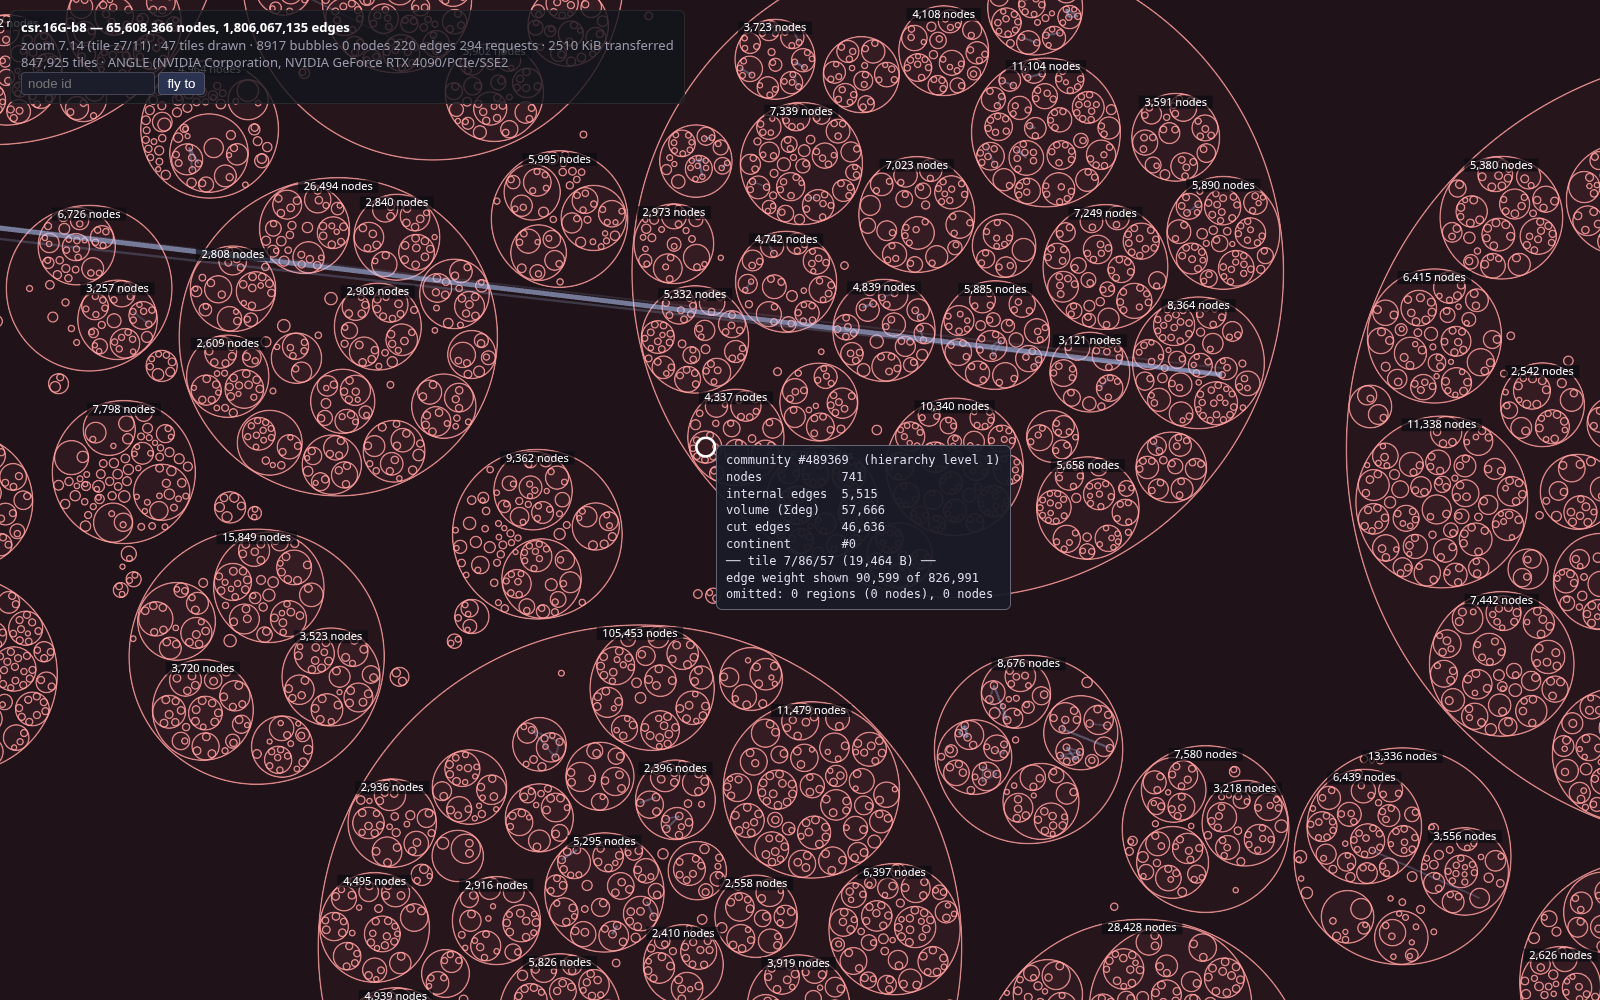 csr.16G-b8 — 65,608,366 nodes, 1,806,067,135 edges
zoom 7.14 (tile z7/11) · 47 tiles drawn · 8917 bubbles 0 nodes 220 edges 294 requests · 2510 KiB transferred
847,925 tiles · ANGLE (NVIDIA Corporation, NVIDIA GeForce RTX 4090/PCIe/SSE2
node id fly to
4,108 nodes
3,723 nodes
11,104 nodes
3,591 nodes
7,339 nodes
5,995 nodes
7,023 nodes
5,380 nodes
26,494 nodes
5,890 nodes
2,840 nodes
6,726 nodes
2,973 nodes
7,249 nodes
4,742 nodes
2,808 nodes
6,415 nodes
3,257 nodes
2,908 nodes
5,332 nodes
4,839 nodes
5,885 nodes
8,364 nodes
2,609 nodes
3,121 nodes
2,542 nodes
4,337 nodes
7,798 nodes
10,340 nodes
11,338 nodes
9,362 nodes
5,658 nodes
community #489369 (hierarchy level 1)
nodes 741
internal edges 5,515
volume (Σdeg) 57,666
cut edges 46,636
continent #0
── tile 7/86/57 (19,464 B) ──
edge weight shown 90,599 of 826,991
omitted: 0 regions (0 nodes), 0 nodes
15,849 nodes
7,442 nodes
105,453 nodes
3,523 nodes
3,720 nodes
8,676 nodes
11,479 nodes
7,580 nodes
13,336 nodes
2,396 nodes
6,439 nodes
2,936 nodes
3,218 nodes
3,556 nodes
5,295 nodes
6,397 nodes
4,495 nodes
2,916 nodes
2,558 nodes
28,428 nodes
2,410 nodes
2,626 nodes
5,826 nodes
3,919 nodes
4,939 nodes